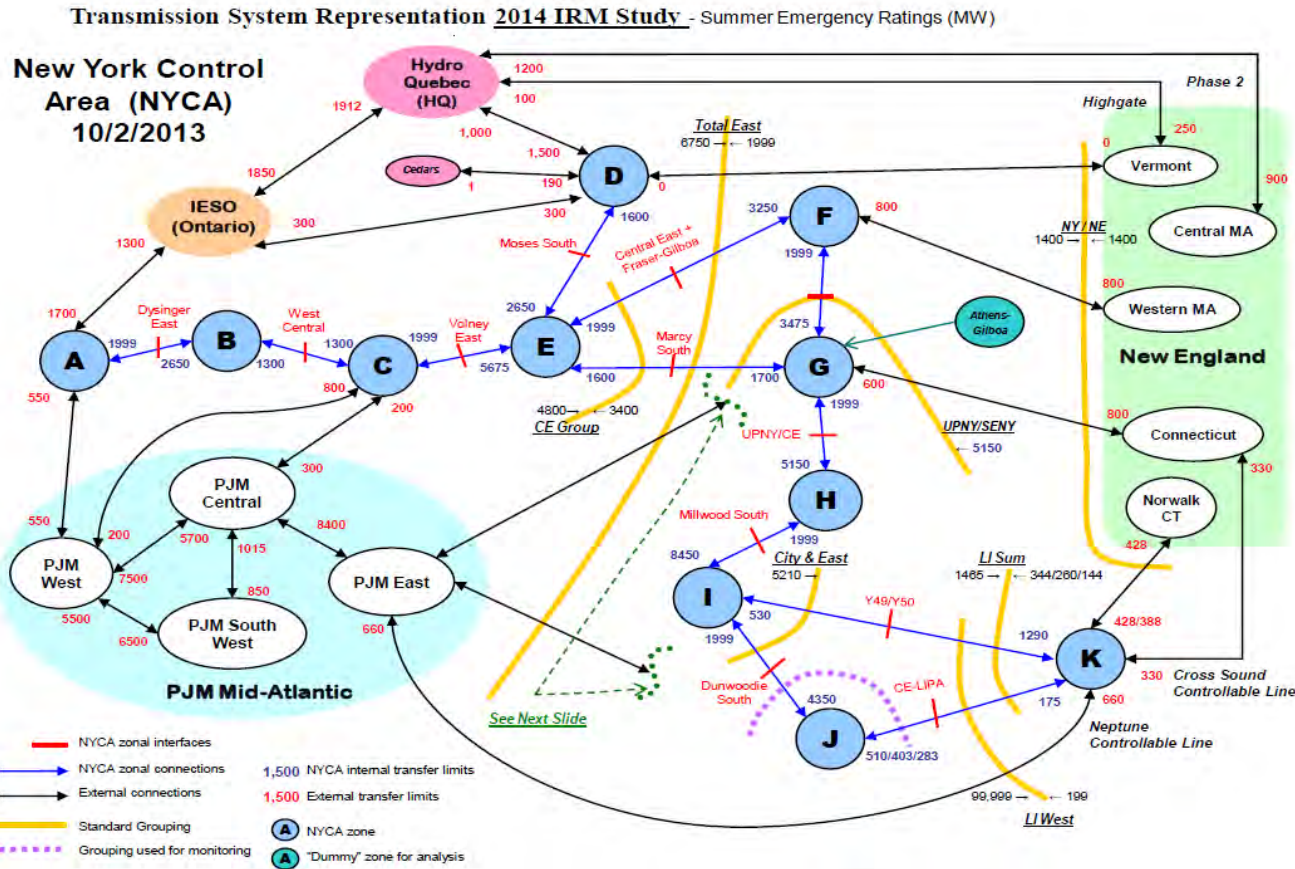 Transmission System Representation 2014 IRM Study - Summer Emergency Ratings (MW)
New York Control
Area (NYCA)
10/2/2013
Hydro
Quebec
(HQ)
1200
100
1912
1,000
1,500
Phase 2
Highgate
250
0
Total East
6750 → ← 1999
Cedars
1
190
D
0
Vermont
900
1850
IESO
(Ontario)
300
300
1600
1300
3250
F
800
1999
Central MA
NY / NE
1400 → ← 1400
Moses South
Central East +
Fraser-Gilboa
800
Western MA
1700
Dysinger
East
West
Central
Volney
East
2650
1999
A
1999
2650
B
1300
1300
C
1999
5675
E
1999
1600
Marcy
South
3475
1700
G
Athens-
Gilboa
New England
550
800
200
600
1999
4800→ ← 3400
CE Group
UPNY/CE
UPNY/SENY
← 5150
800
Connecticut
330
5150
H
1999
Norwalk
CT
428
550
200
PJM
Central
300
5700
8400
1015
PJM
West
7500
5500
6500
850
PJM South
West
PJM East
660
PJM Mid-Atlantic
Millwood South
8450
City & East
5210 →
LI Sum
1465→ ← 344/260/144
I
530
1999
Y49/Y50
1290
428/388
K
330
Cross Sound
Controllable Line
660
175
Neptune
Controllable Line
Dunwoodie
South
CE-LIPA
4350
J
510/403/283
See Next Slide
99,999 → ← 199
LI West
NYCA zonal interfaces
NYCA zonal connections
1,500 NYCA internal transfer limits
External connections
1,500 External transfer limits
Standard Grouping
A NYCA zone
Grouping used for monitoring
A "Dummy" zone for analysis